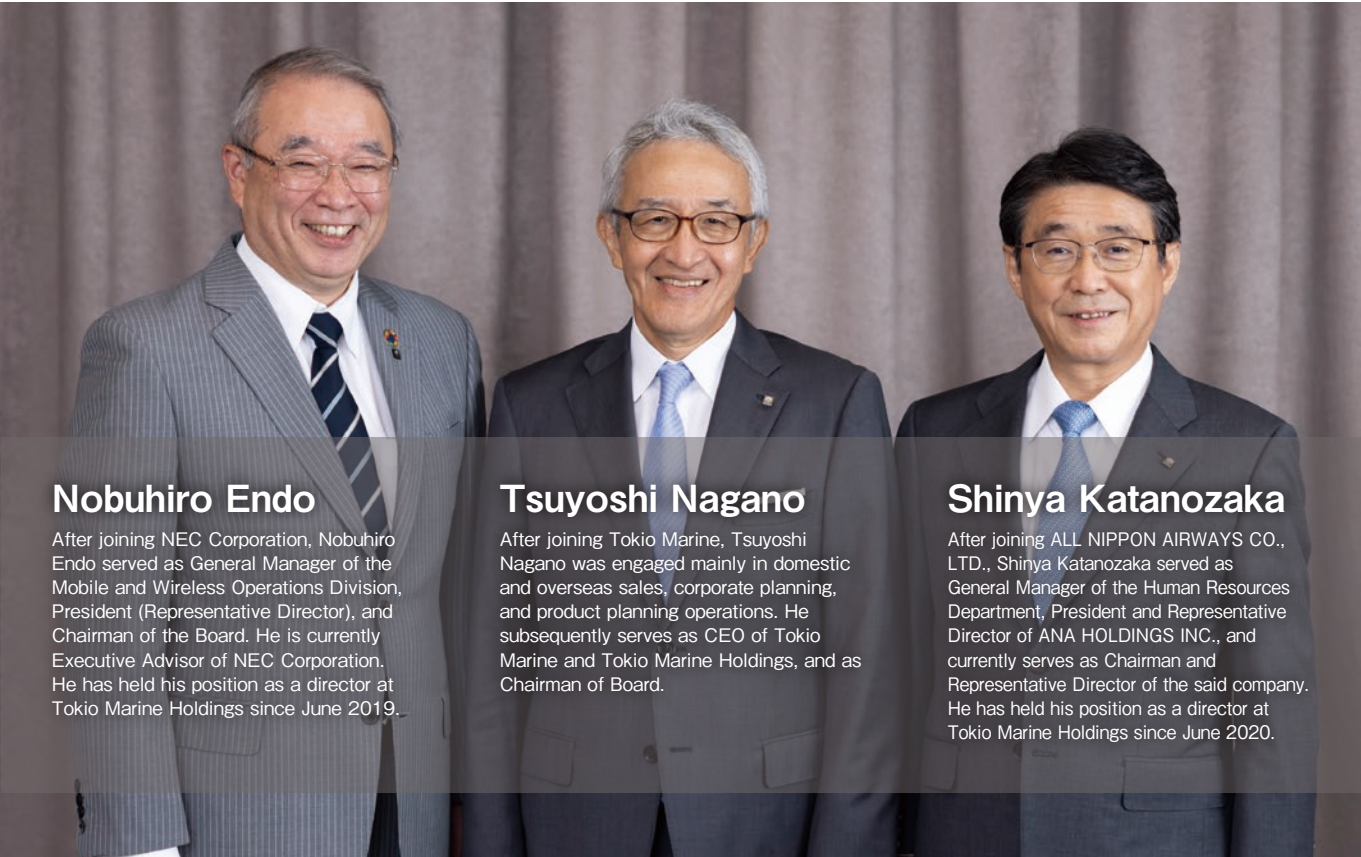 Nobuhiro Endo
After joining NEC Corporation, Nobuhiro
Endo served as General Manager of the
Mobile and Wireless Operations Division,
President (Representative Director), and
Chairman of the Board. He is currently
Executive Advisor of NEC Corporation.
He has held his position as a director at
Tokio Marine Holdings since June 2019.
Tsuyoshi Nagano
After joining Tokio Marine, Tsuyoshi
Nagano was engaged mainly in domestic
and overseas sales, corporate planning,
and product planning operations. He
subsequently serves as CEO of Tokio
Marine and Tokio Marine Holdings, and as
Chairman of Board.
Shinya Katanozaka
After joining ALL NIPPON AIRWAYS CO.,
LTD., Shinya Katanozaka served as
General Manager of the Human Resources
Department, President and Representative
Director of ANA HOLDINGS INC., and
currently serves as Chairman and
Representative Director of the said company.
He has held his position as a director at
Tokio Marine Holdings since June 2020.